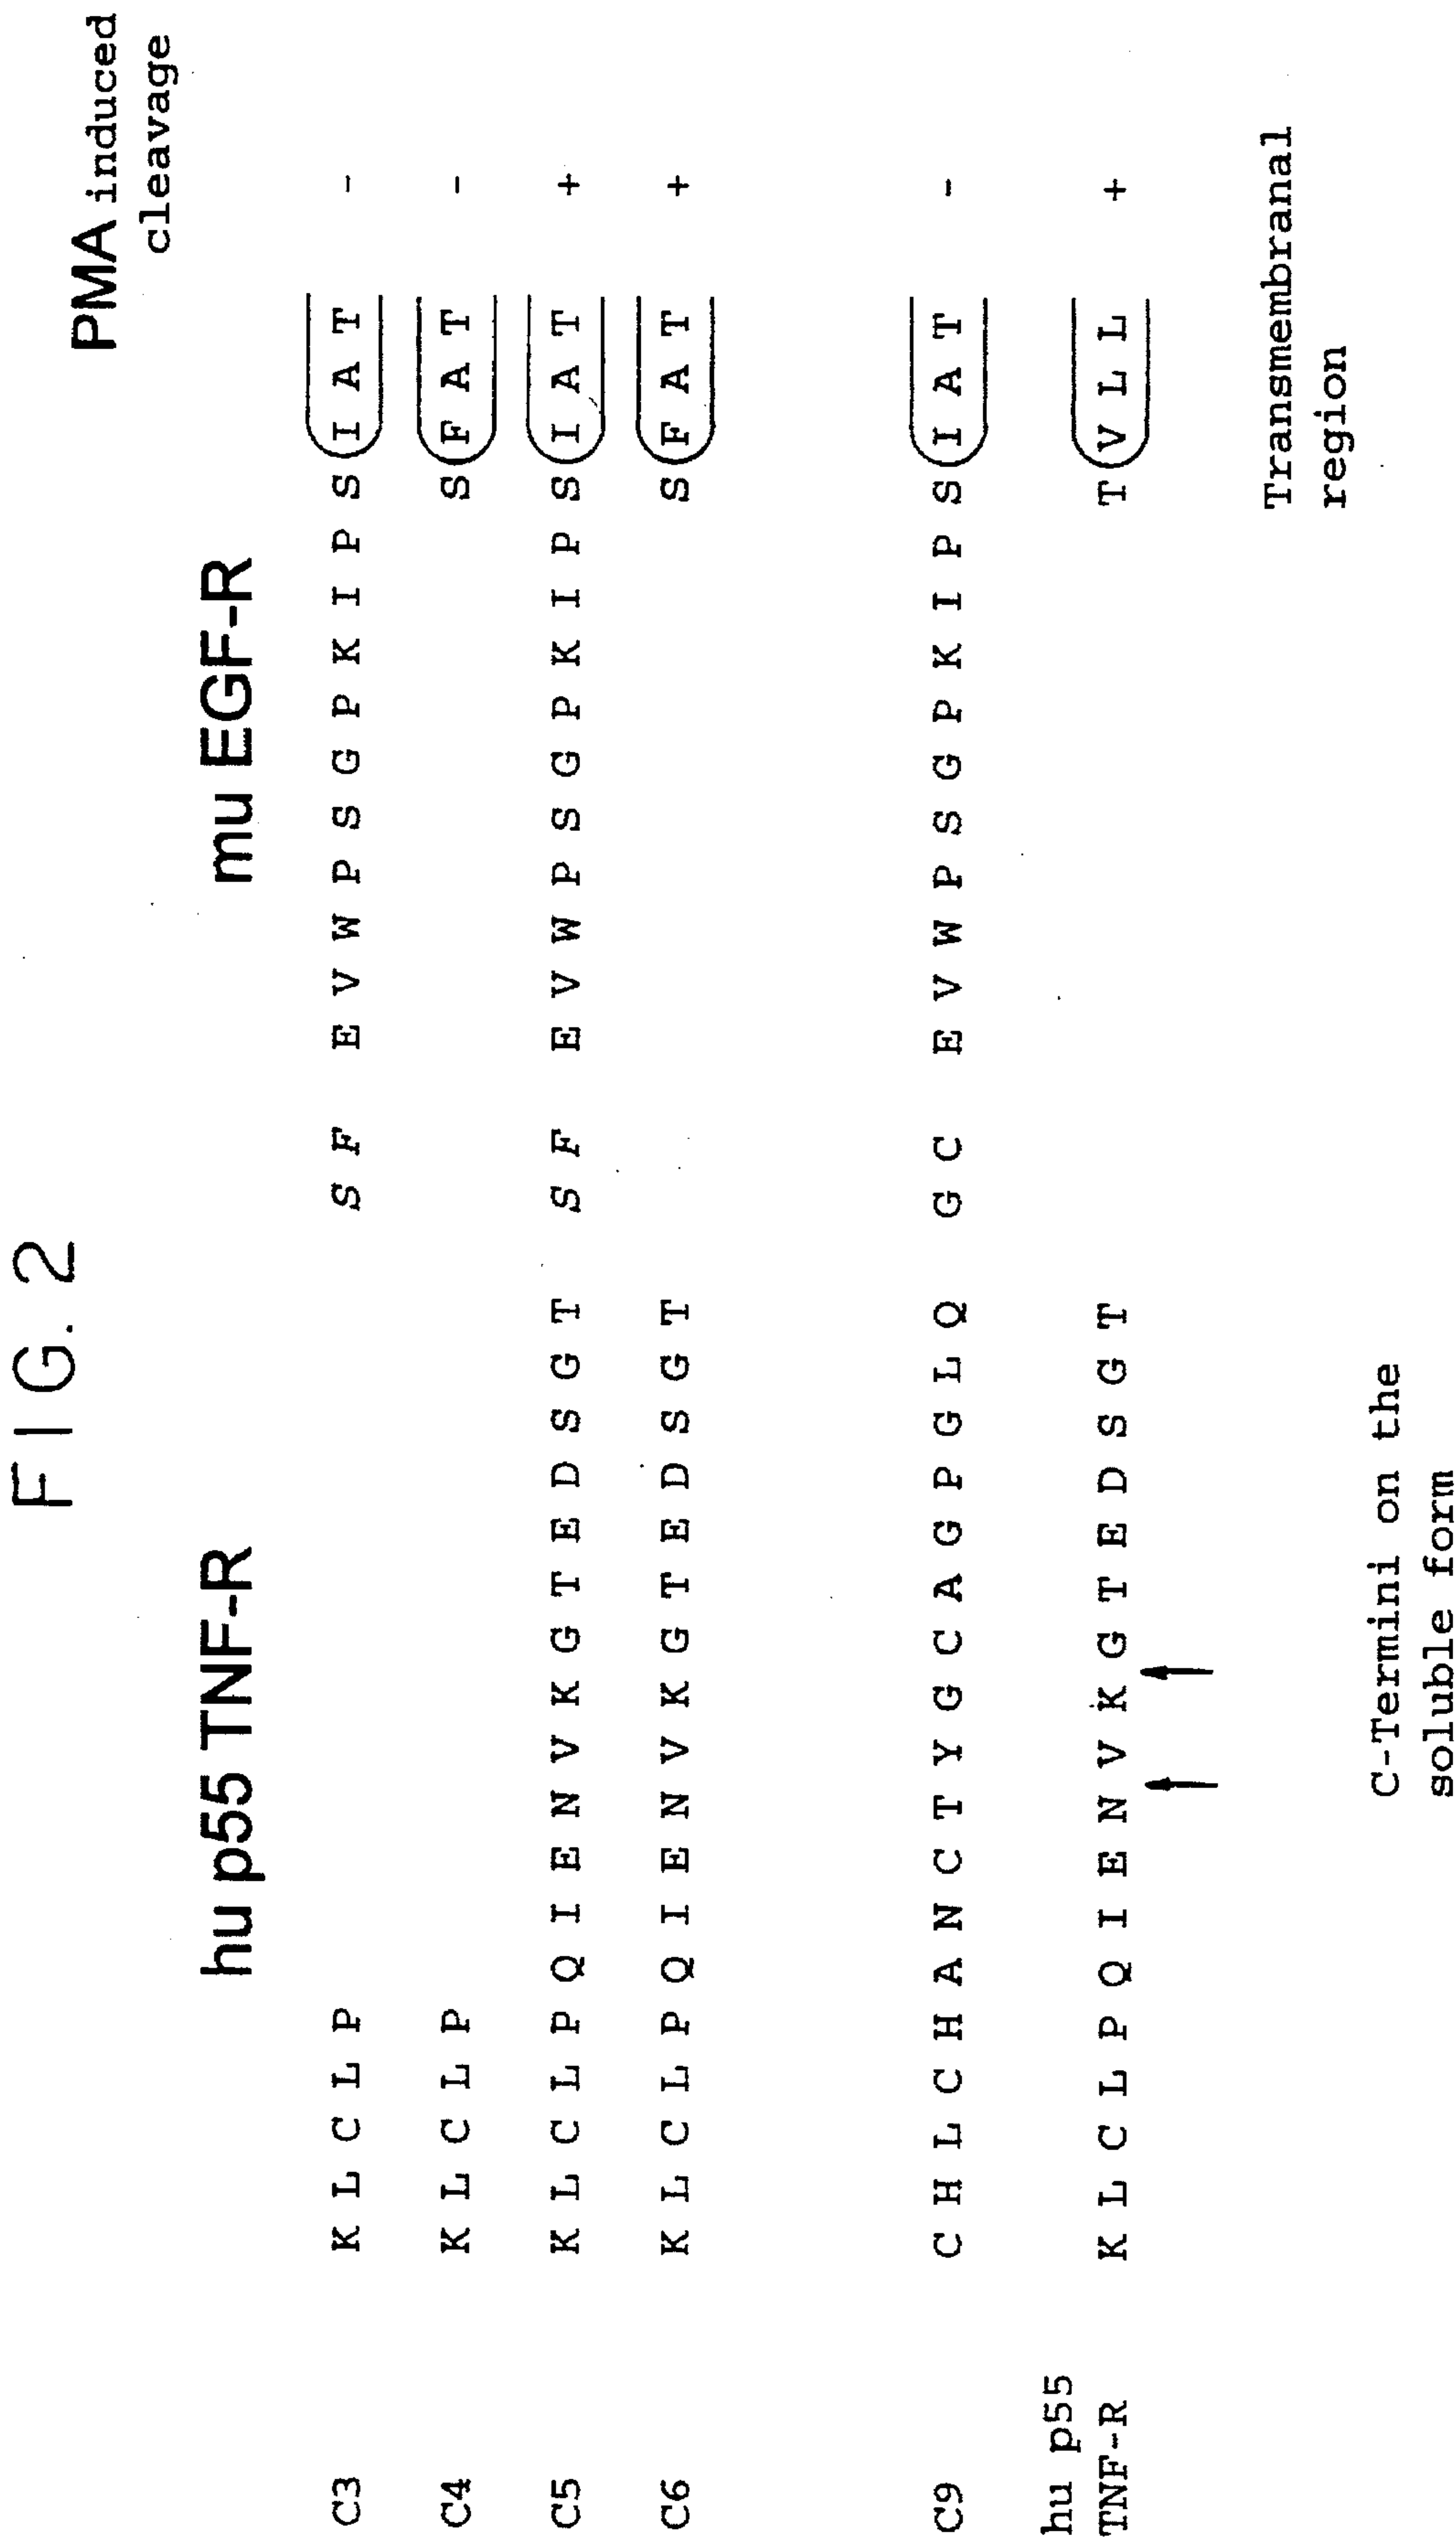 FIG. 2
PMA induced
cleavage
hu p55 TNF-R mu EGF-R
C3 K L C L P S F E V W P S G P K I P S I A T -
C4 K L C L P S F A T -
C5 K L C L P Q I E N V K G T E D S G T S F E V W P S G P K I P S I A T +
C6 K L C L P Q I E N V K G T E D S G T S F A T +
C9 C H L C H A N C T Y G C A G P G L Q G C E V W P S G P K I P S I A T -
hu p55
TNF-R K L C L P Q I E N V K G T E D S G T T V L L +
Transmembranal
region
C-Termini on the
soluble form